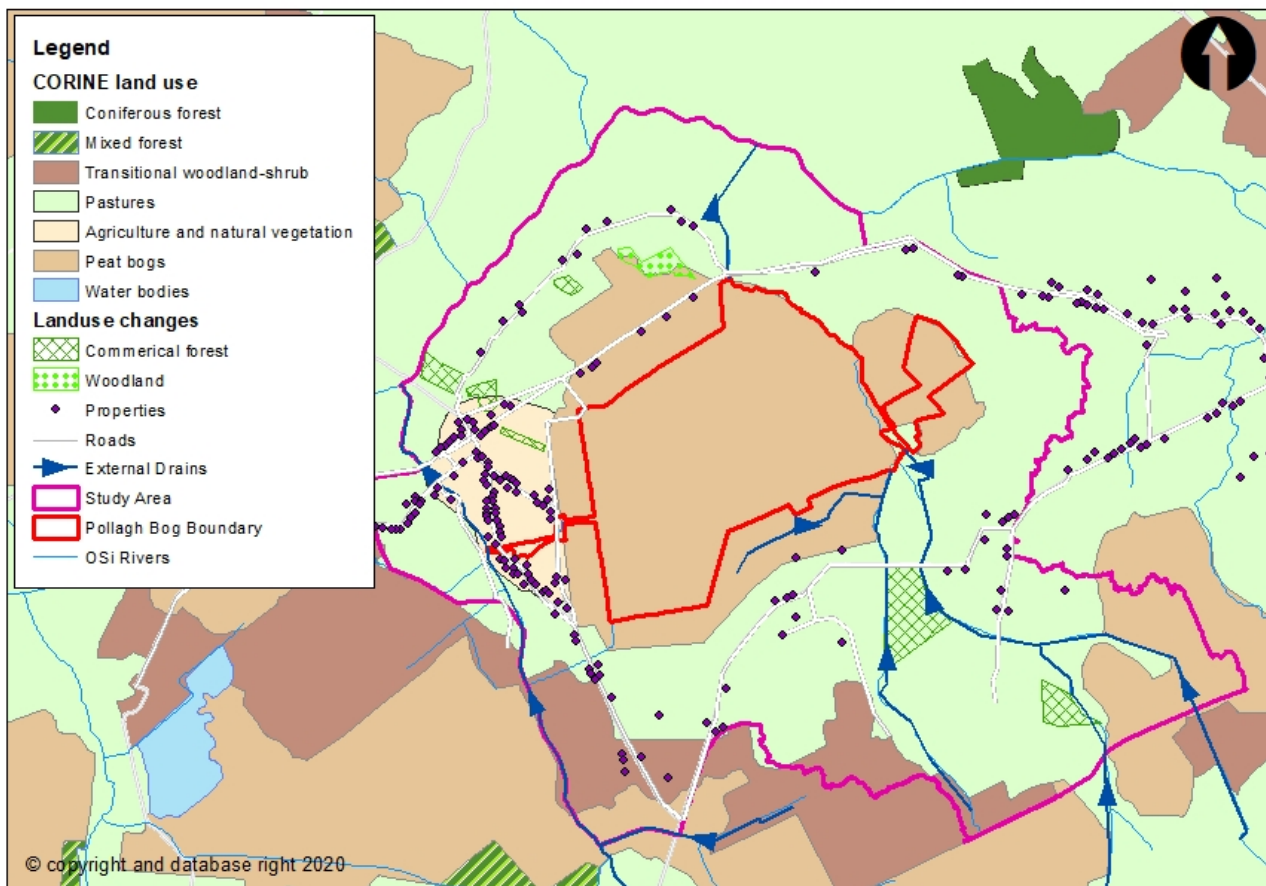 Legend
CORINE land use
Coniferous forest
Mixed forest
Transitional woodland-shrub
Pastures
Agriculture and natural vegetation
Peat bogs
Water bodies
Landuse changes
Commerical forest
Woodland
Properties
Roads
External Drains
Study Area
Pollagh Bog Boundary
OSi Rivers
© copyright and database right 2020